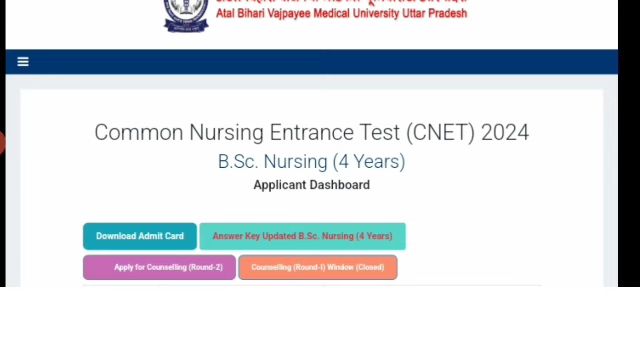 Atal Bihari Vajpayee Medical University Uttar Pradesh
Common Nursing Entrance Test (CNET) 2024
B.Sc. Nursing (4 Years)
Applicant Dashboard
Download Admit Card
Answer Key Updated B.Sc. Nursing (4 Years)
Apply for Counselling (Round-2)
Counselling (Round-I) Window (Closed)